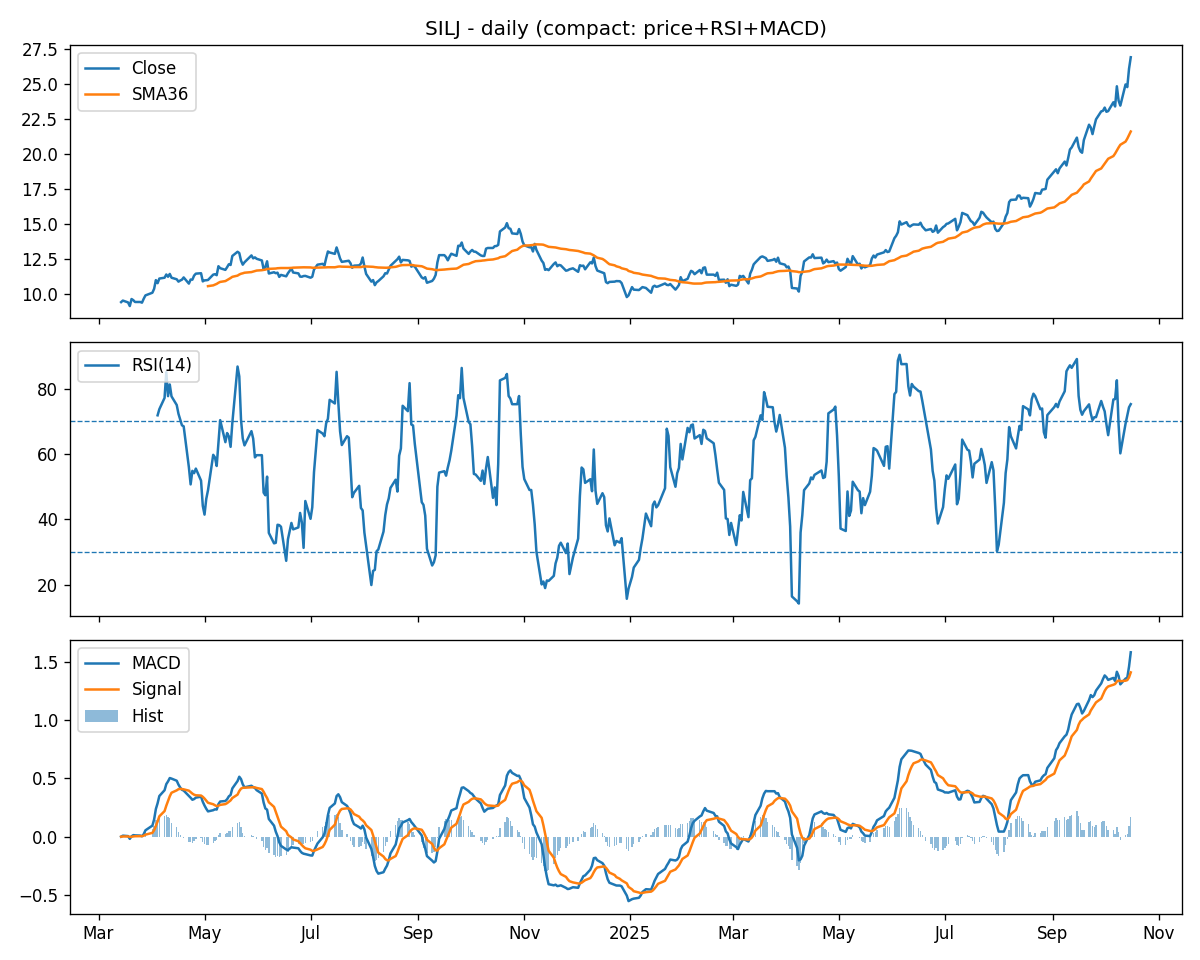 SILJ - daily (compact: price+RSI+MACD)
27.5
25.0
22.5
20.0
17.5
15.0
12.5
10.0
Close
SMA36
80
60
40
20
RSI(14)
1.5
1.0
0.5
0.0
−0.5
MACD
Signal
Hist
Mar May Jul Sep Nov 2025 Mar May Jul Sep Nov